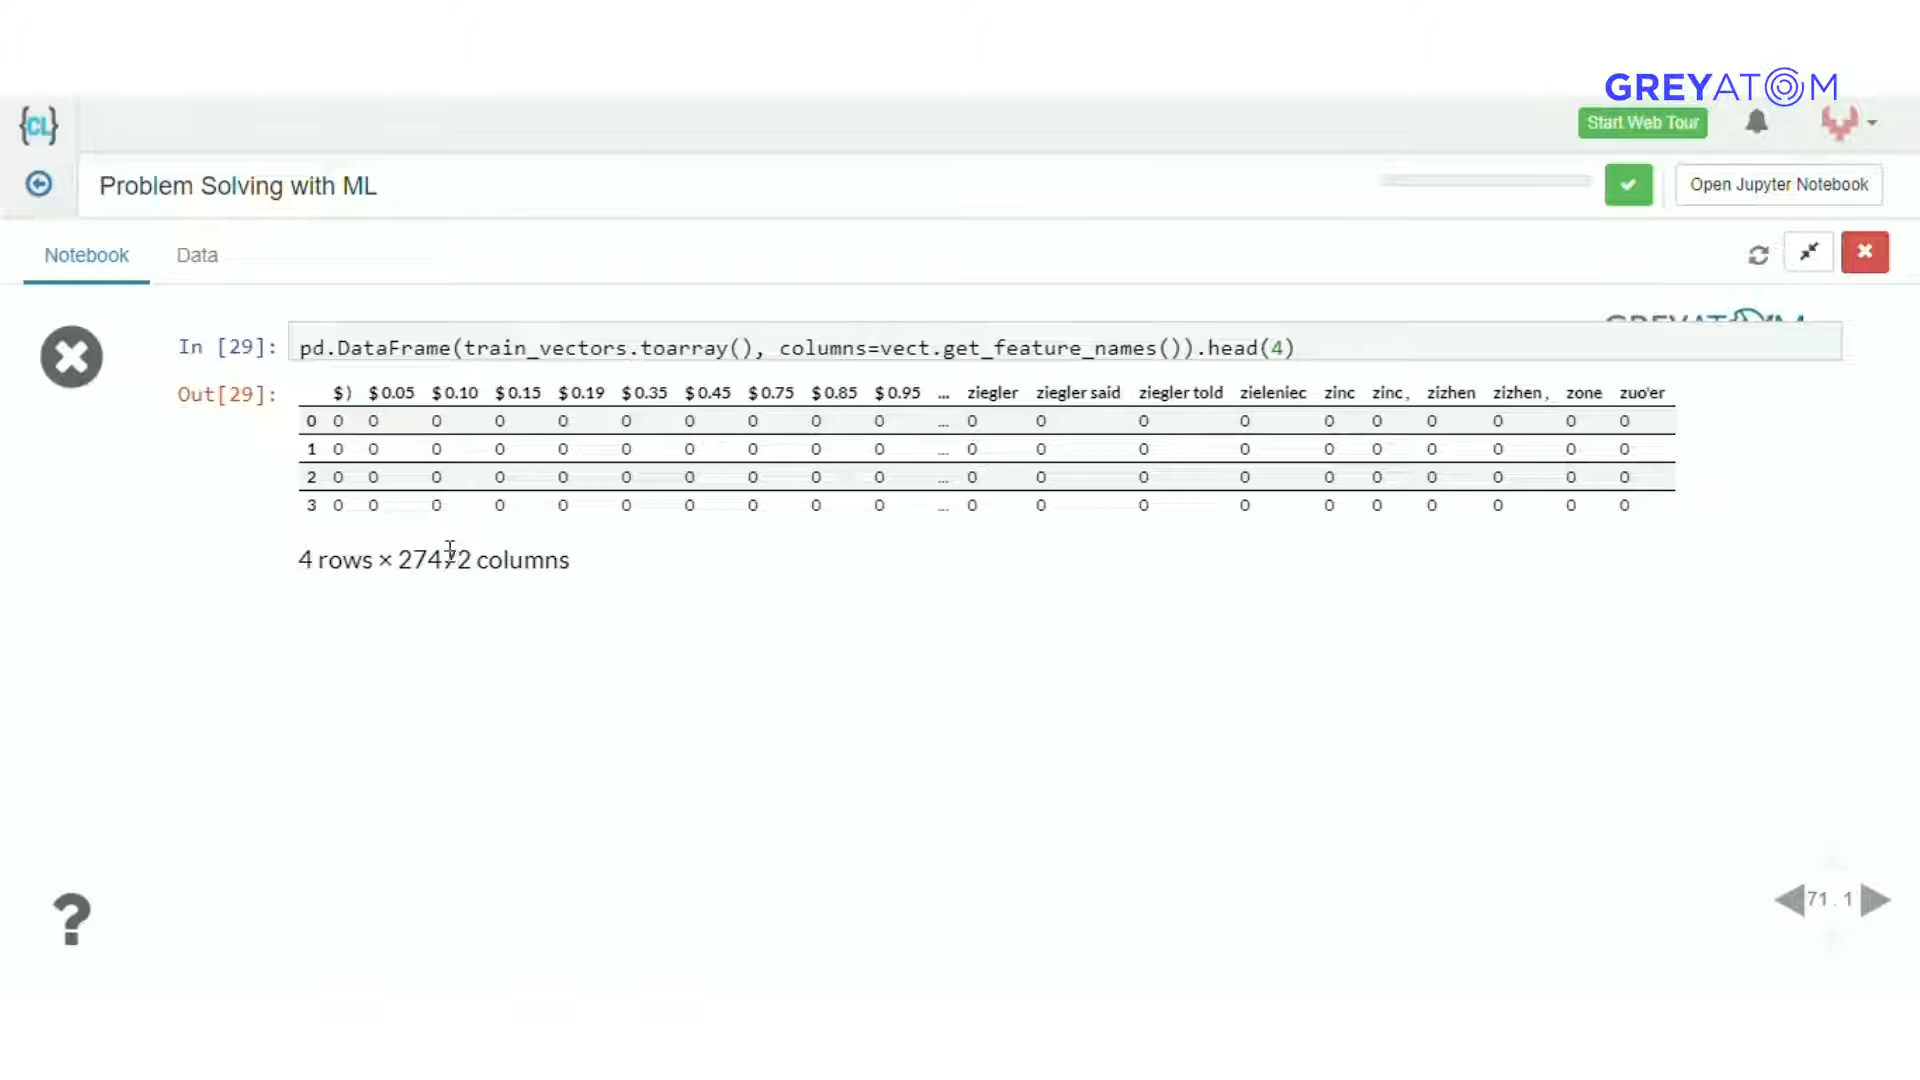 GREYATOM
{CL}
Start Web Tour
Problem Solving with ML
Open Jupyter Notebook
Notebook Data
In [29]: pd.DataFrame(train_vectors.toarray(), columns=vect.get_feature_names()).head(4)
Out[29]:
$) $ 0.05 $ 0.10 $ 0.15 $ 0.19 $ 0.35 $ 0.45 $ 0.75 $ 0.85 $ 0.95 ... ziegler ziegler said ziegler told zieleniec zinc zinc , zizhen zizhen , zone zuo'er
0 0 0 0 0 0 0 0 0 0 0 ... 0 0 0 0 0 0 0 0 0 0
1 0 0 0 0 0 0 0 0 0 0 ... 0 0 0 0 0 0 0 0 0 0
2 0 0 0 0 0 0 0 0 0 0 ... 0 0 0 0 0 0 0 0 0 0
3 0 0 0 0 0 0 0 0 0 0 ... 0 0 0 0 0 0 0 0 0 0
4 rows × 27472 columns
?
71 . 1